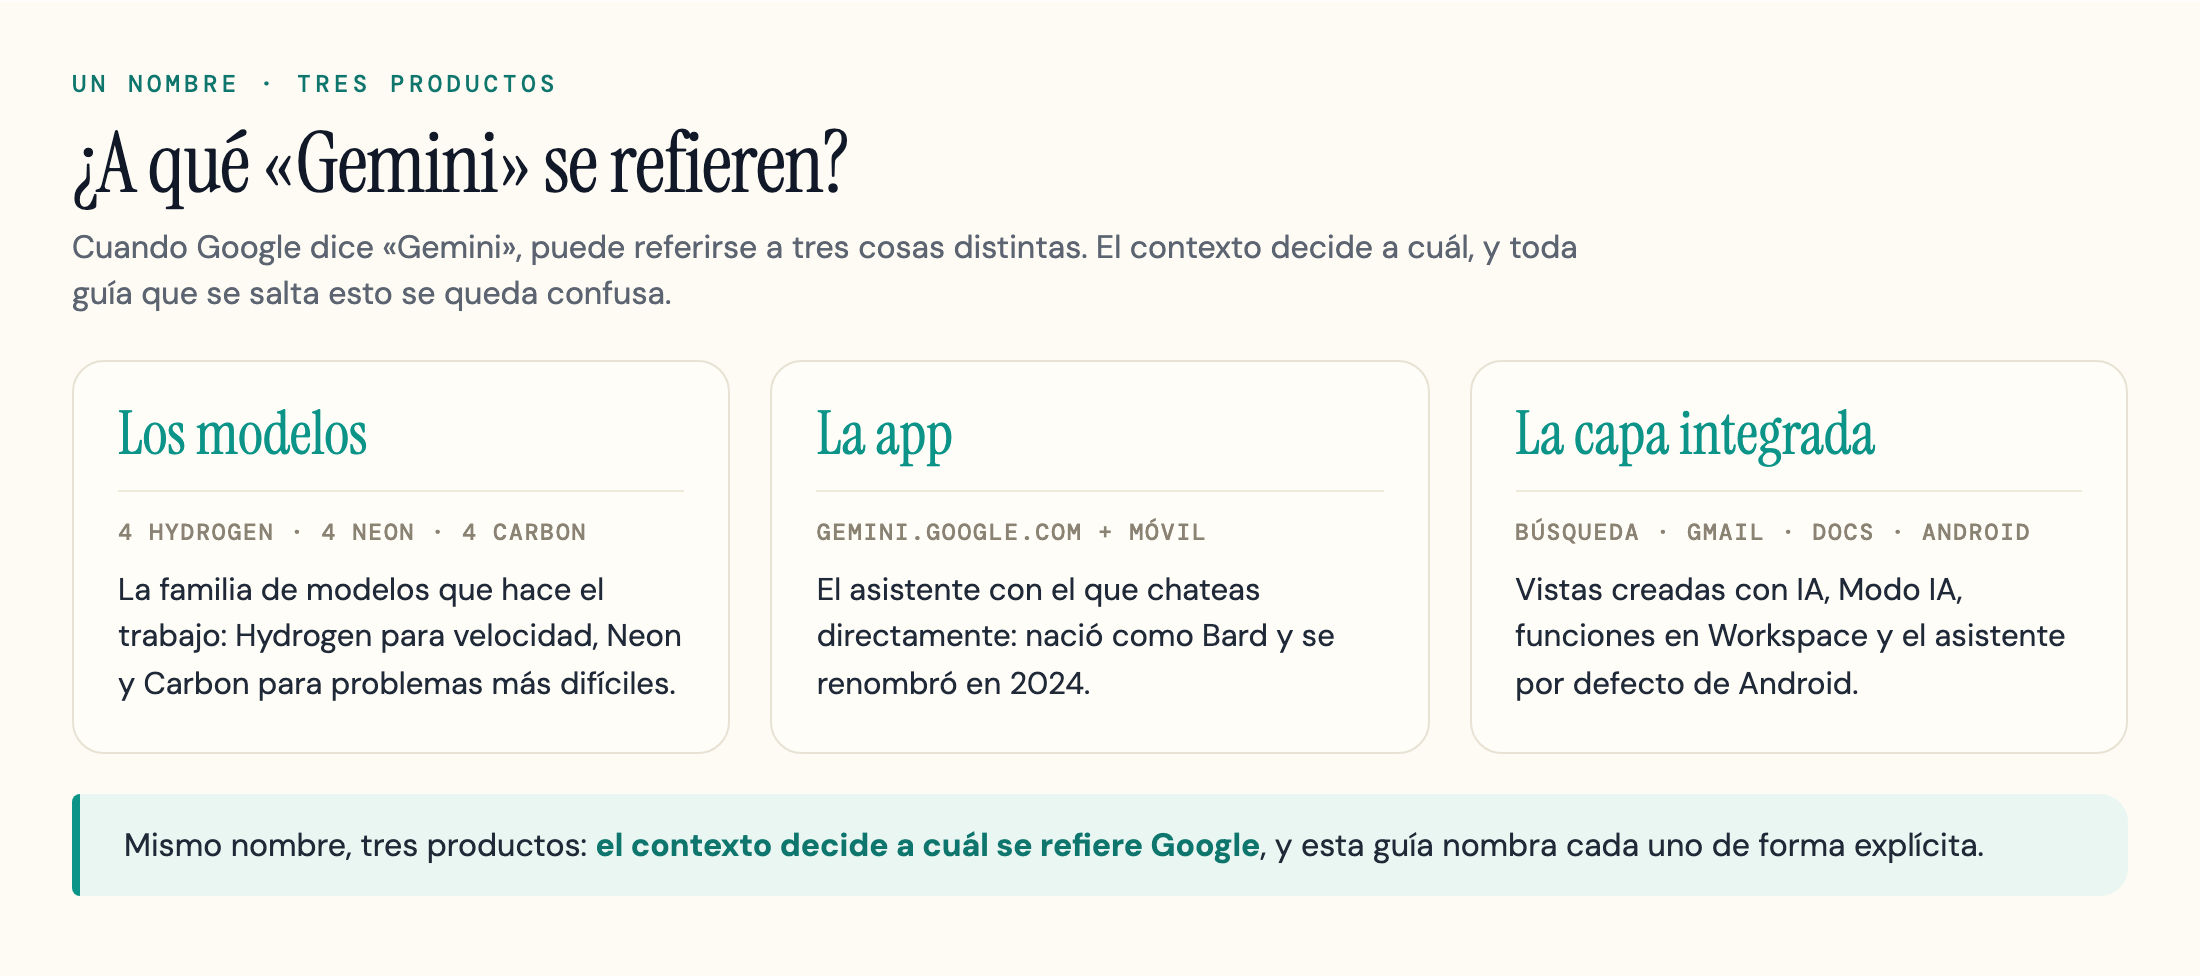 UN NOMBRE · TRES PRODUCTOS
¿A qué «Gemini» se refieren?
Cuando Google dice «Gemini», puede referirse a tres cosas distintas. El contexto decide a cuál, y toda
guía que se salta esto se queda confusa.
Los modelos
4 HYDROGEN · 4 NEON · 4 CARBON
La familia de modelos que hace el
trabajo: Hydrogen para velocidad, Neon
y Carbon para problemas más difíciles.
La app
GEMINI.GOOGLE.COM + MÓVIL
El asistente con el que chateas
directamente: nació como Bard y se
renombró en 2024.
La capa integrada
BÚSQUEDA · GMAIL · DOCS · ANDROID
Vistas creadas con IA, Modo IA,
funciones en Workspace y el asistente
por defecto de Android.
Mismo nombre, tres productos: el contexto decide a cuál se refiere Google, y esta guía nombra cada uno de forma explícita.